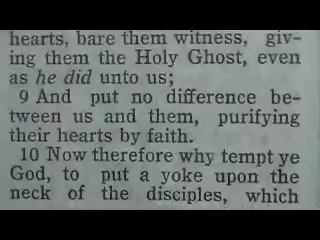 hearts, bare them witness, giv-
ing them the Holy Ghost, even
as he did unto us;
9 And put no difference be-
tween us and them, purifying
their hearts by faith.
10 Now therefore why tempt ye
God, to put a yoke upon the
neck of the disciples, which